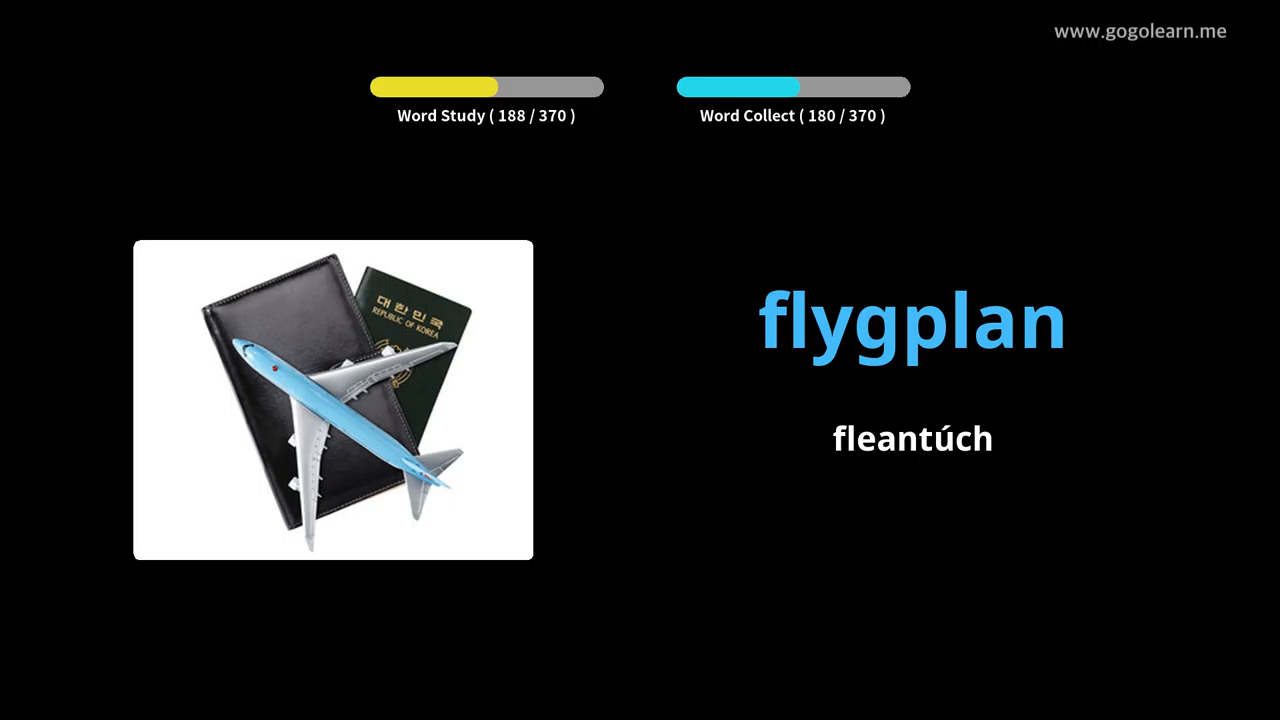 www.gogolearn.me
Word Study ( 188 / 370 )
Word Collect ( 180 / 370 )
대한민국
REPUBLIC OF KOREA
flygplan
fleantúch